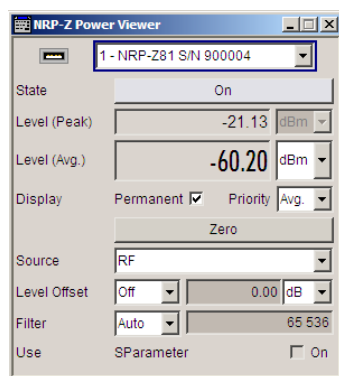 NRP-Z Power Viewer
1 - NRP-Z81 S/N 900004
State On
Level (Peak) -21.13 dBm
Level (Avg.) -60.20 dBm
Display Permanent Priority Avg.
Zero
Source RF
Level Offset Off 0.00 dB
Filter Auto 65 536
Use SParameter On